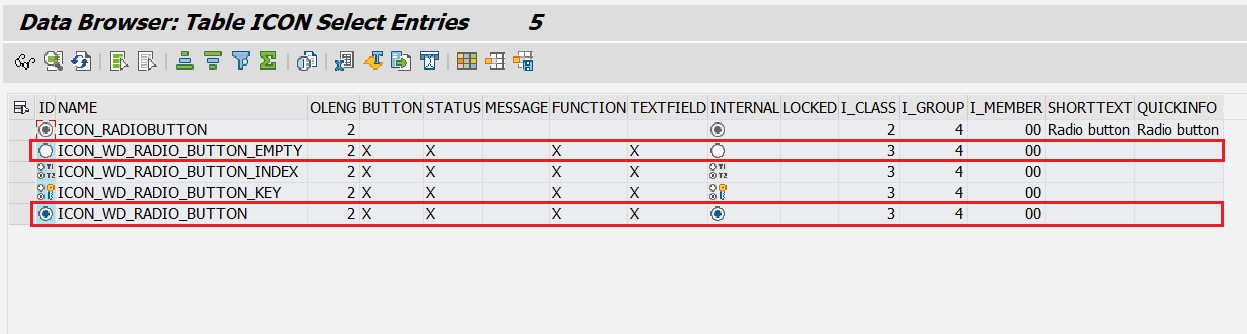 Data Browser: Table ICON Select Entries 5
ID NAME OLENG BUTTON STATUS MESSAGE FUNCTION TEXTFIELD INTERNAL LOCKED I_CLASS I_GROUP I_MEMBER SHORTTEXT QUICKINFO
ICON_RADIOBUTTON 2 2 4 00 Radio button Radio button
ICON_WD_RADIO_BUTTON_EMPTY 2 X X X X 3 4 00
ICON_WD_RADIO_BUTTON_INDEX 2 X X X X 3 4 00
ICON_WD_RADIO_BUTTON_KEY 2 X X X X 3 4 00
ICON_WD_RADIO_BUTTON 2 X X X X 3 4 00